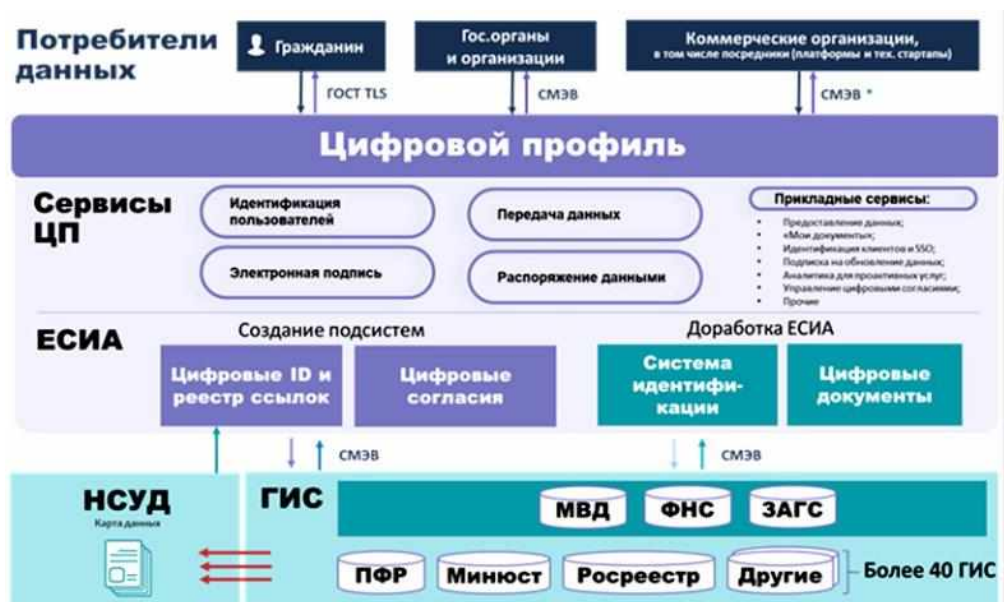 Потребители
данных
Гражданин
Гос.органы
и организации
Коммерческие организации,
в том числе посредники (платформы и тех. стартапы)
ГОСТ TLS
СМЭВ
СМЭВ *
Цифровой профиль
Сервисы
ЦП
Идентификация
пользователей
Передача данных
Электронная подпись
Распоряжение данными
Прикладные сервисы:
• Предоставление данных;
• «Мои документы»;
• Идентификация клиентов и SSO;
• Подписка на обновление данных;
• Аналитика для проактивных услуг;
• Управление цифровыми согласиями;
• Прочие
ЕСИА
Создание подсистем
Доработка ЕСИА
Цифровые ID и
реестр ссылок
Цифровые
согласия
Система
идентифи-
кации
Цифровые
документы
СМЭВ
СМЭВ
НСУД
Карта данных
ГИС
МВД
ФНС
ЗАГС
ПФР
Минюст
Росреестр
Другие
Более 40 ГИС